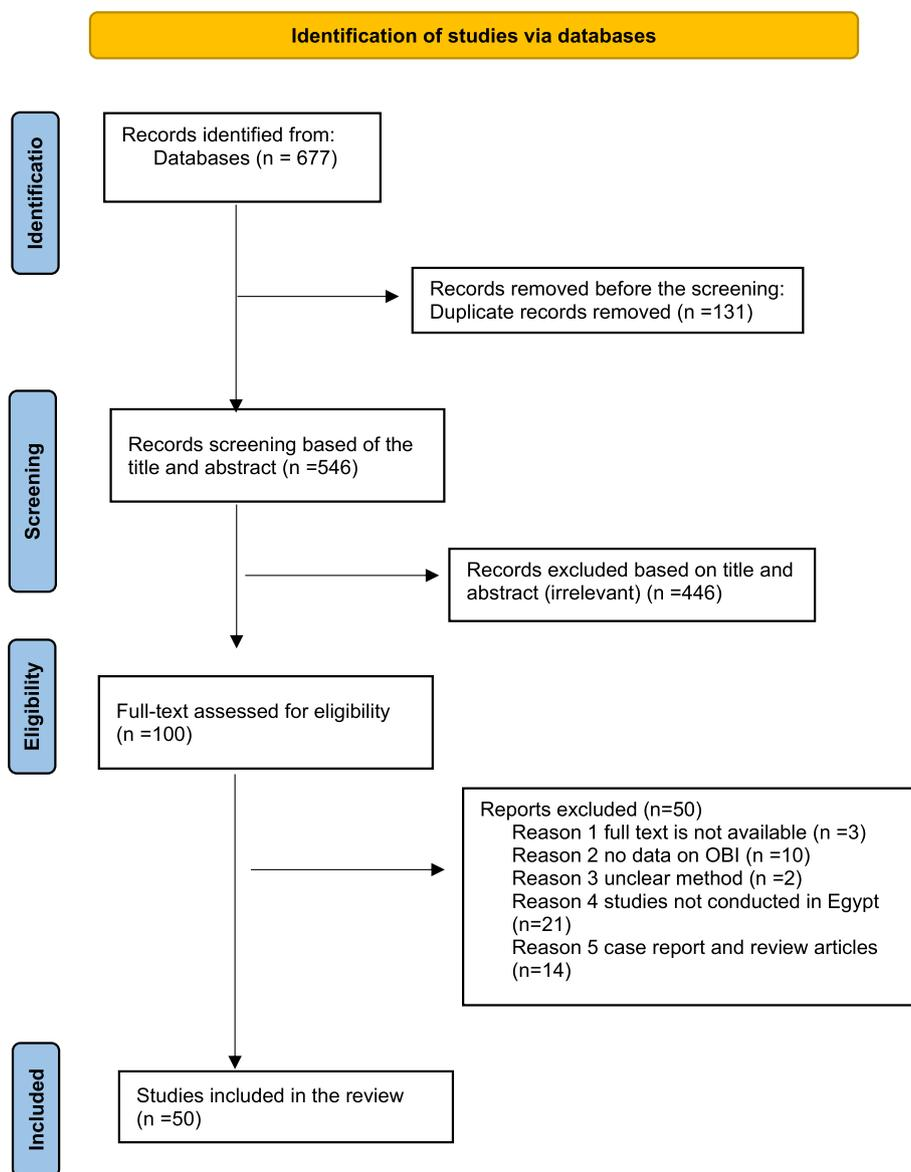 Identification of studies via databases
Identificatio
Records identified from:
Databases (n = 677)
Records removed before the screening:
Duplicate records removed (n =131)
Screening
Records screening based of the
title and abstract (n =546)
Records excluded based on title and
abstract (irrelevant) (n =446)
Eligibility
Full-text assessed for eligibility
(n =100)
Reports excluded (n=50)
Reason 1 full text is not available (n =3)
Reason 2 no data on OBI (n =10)
Reason 3 unclear method (n =2)
Reason 4 studies not conducted in Egypt
(n=21)
Reason 5 case report and review articles
(n=14)
Included
Studies included in the review
(n =50)